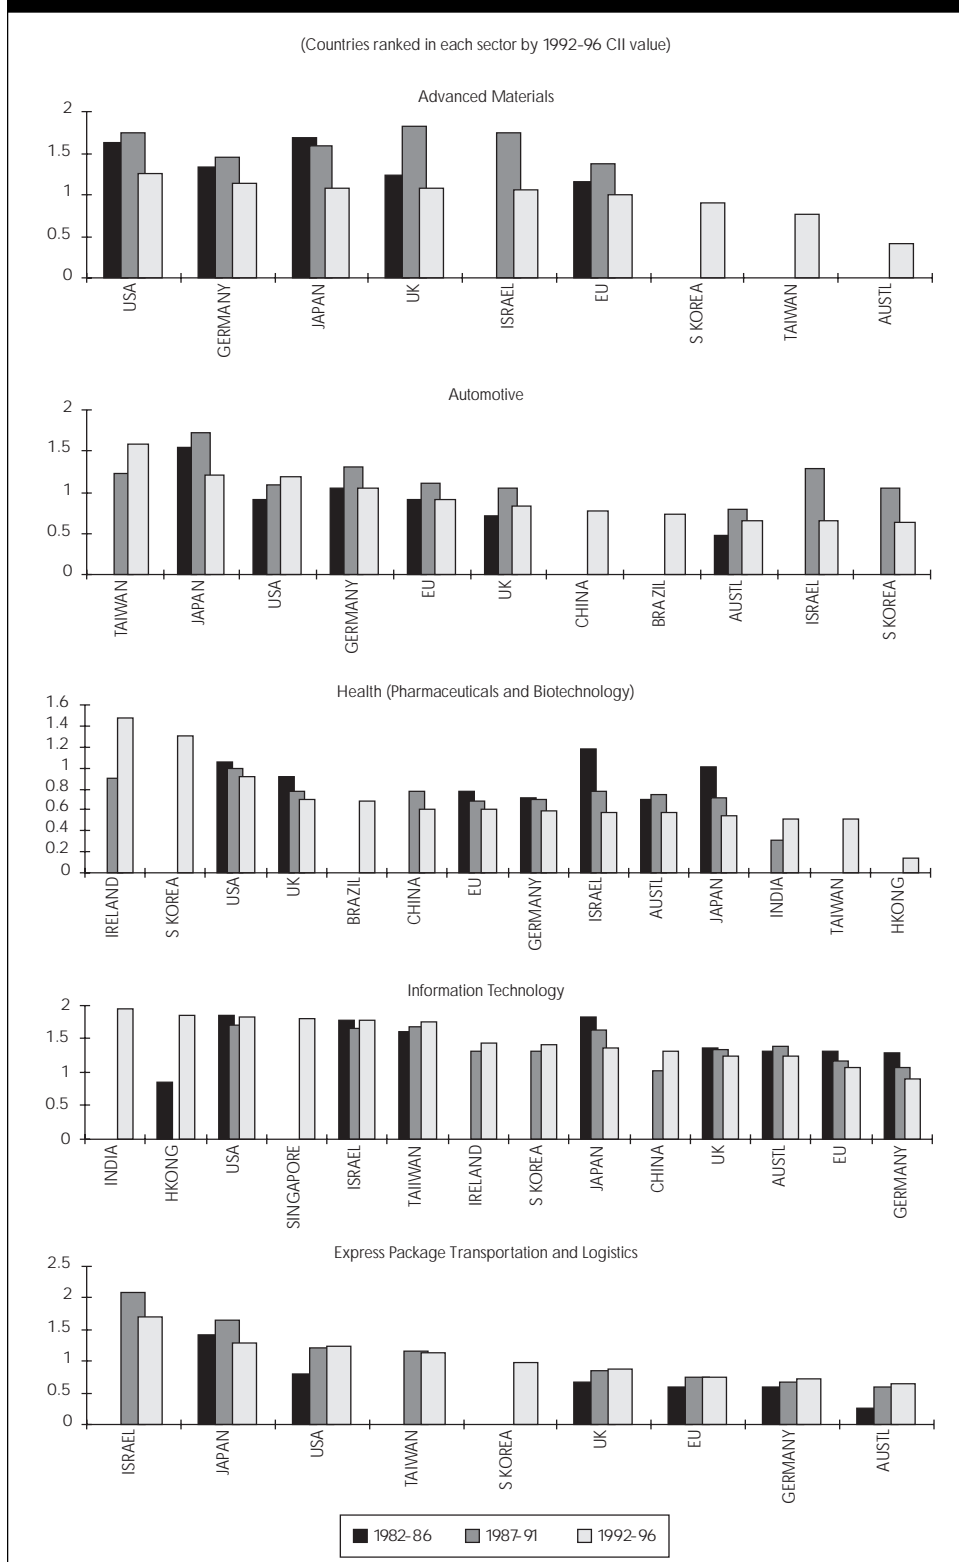 (Countries ranked in each sector by 1992-96 CII value)
Advanced Materials
2
1.5
1
0.5
0
USA
GERMANY
JAPAN
UK
ISRAEL
EU
S KOREA
TAIWAN
AUSTL
Automotive
2
1.5
1
0.5
0
TAIWAN
JAPAN
USA
GERMANY
EU
UK
CHINA
BRAZIL
AUSTL
ISRAEL
S KOREA
Health (Pharmaceuticals and Biotechnology)
1.6
1.4
1.2
1
0.8
0.6
0.4
0.2
0
IRELAND
S KOREA
USA
UK
BRAZIL
CHINA
EU
GERMANY
ISRAEL
AUSTL
JAPAN
INDIA
TAIWAN
HKONG
Information Technology
2
1.5
1
0.5
0
INDIA
HKONG
USA
SINGAPORE
ISRAEL
TAIIWAN
IRELAND
S KOREA
JAPAN
CHINA
UK
AUSTL
EU
GERMANY
Express Package Transportation and Logistics
2.5
2
1.5
1
0.5
0
ISRAEL
JAPAN
USA
TAIWAN
S KOREA
UK
EU
GERMANY
AUSTL
1982-86 1987-91 1992-96